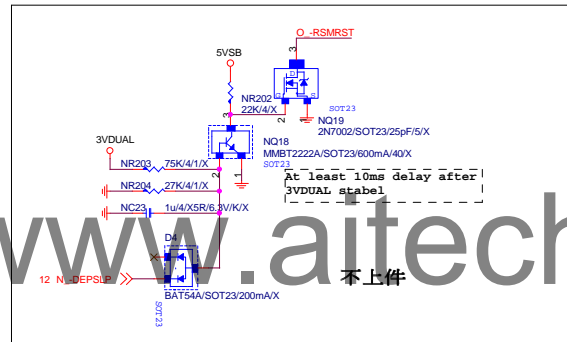 O_-RSMRST
5VSB
3
D
G
S
SOT23
NR202
22K/4/X
3
2
1
NQ19
2N7002/SOT23/25pF/5/X
3VDUAL
NQ18
MMBT2222A/SOT23/600mA/40/X
SOT23
NR203
75K/4/1/X
2
1
At least 10ms delay after
3VDUAL stabel
NR204
27K/4/1/X
NC23
1u/4/X5R/6.3V/K/X
www.aitech
D4
不上件
12 N_-DEPSLP
BAT54A/SOT23/200mA/X
SOT23